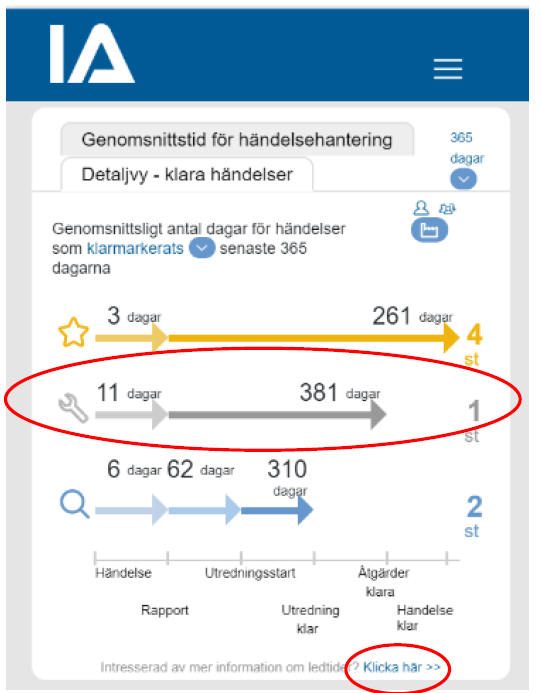 IA
Genomsnittstid för händelsehantering
365
dagar
Detaljvy - klara händelser
Genomsnittsligt antal dagar för händelser
som klarmarkerats senaste 365
dagarna
3 dagar 261 dagar
4
st
11 dagar 381 dagar
1
st
6 dagar 62 dagar 310
dagar
2
st
Händelse Utredningsstart Åtgärder
klara
Rapport Utredning Handelse
klar klar
Intresserad av mer information om ledtider? Klicka här >>